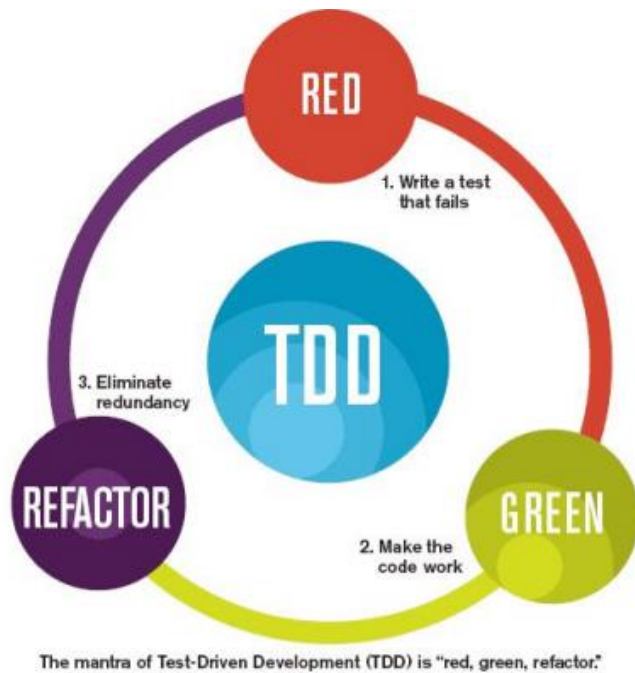 RED
1. Write a test
that fails
TDD
3. Eliminate
redundancy
REFACTOR
GREEN
2. Make the
code work
The mantra of Test-Driven Development (TDD) is “red, green, refactor.”